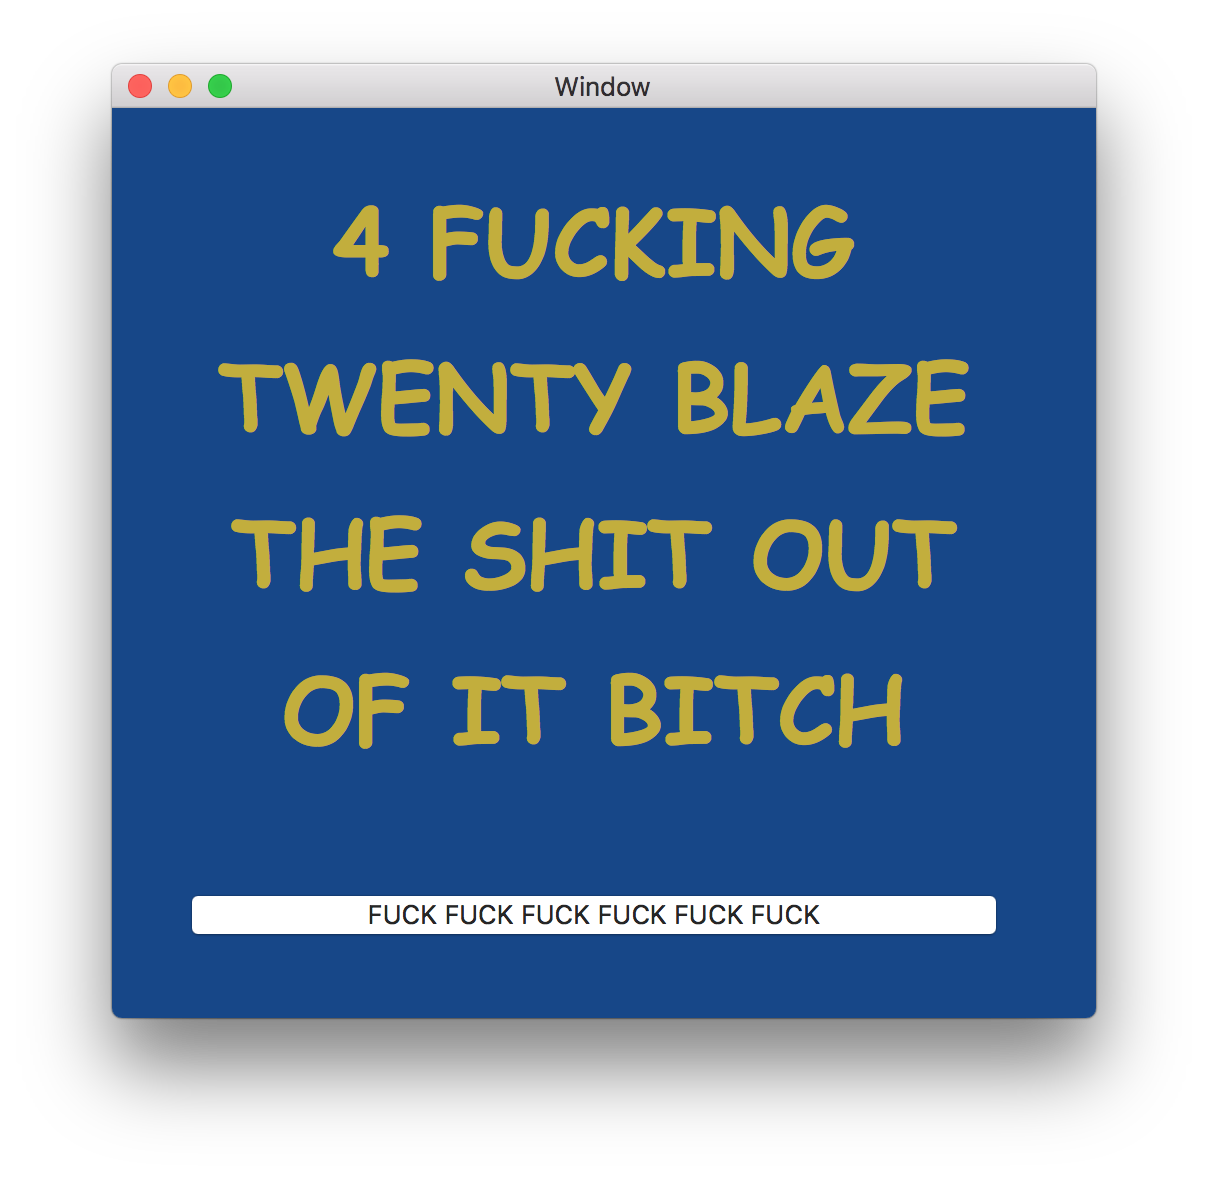 Window
4 FUCKING
TWENTY BLAZE
THE SHIT OUT
OF IT BITCH
FUCK FUCK FUCK FUCK FUCK FUCK